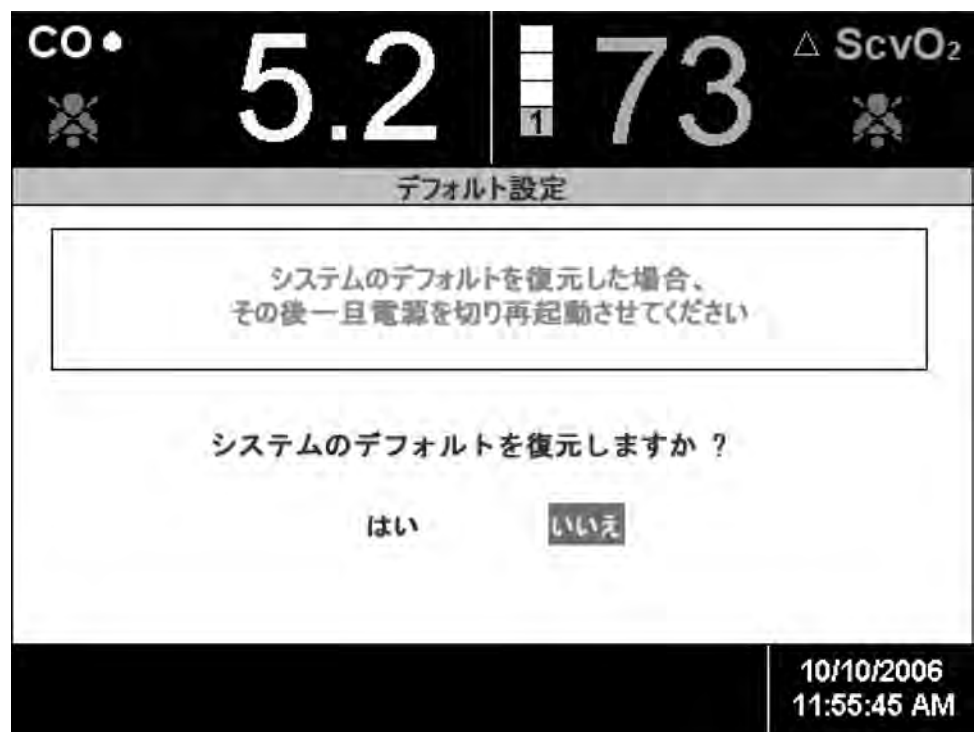 CO
5.2
1
73
△ ScvO₂
デフォルト設定
システムのデフォルトを復元した場合、
その後一旦電源を切り再起動させてください
システムのデフォルトを復元しますか ?
はい いいえ
10/10/2006
11:55:45 AM